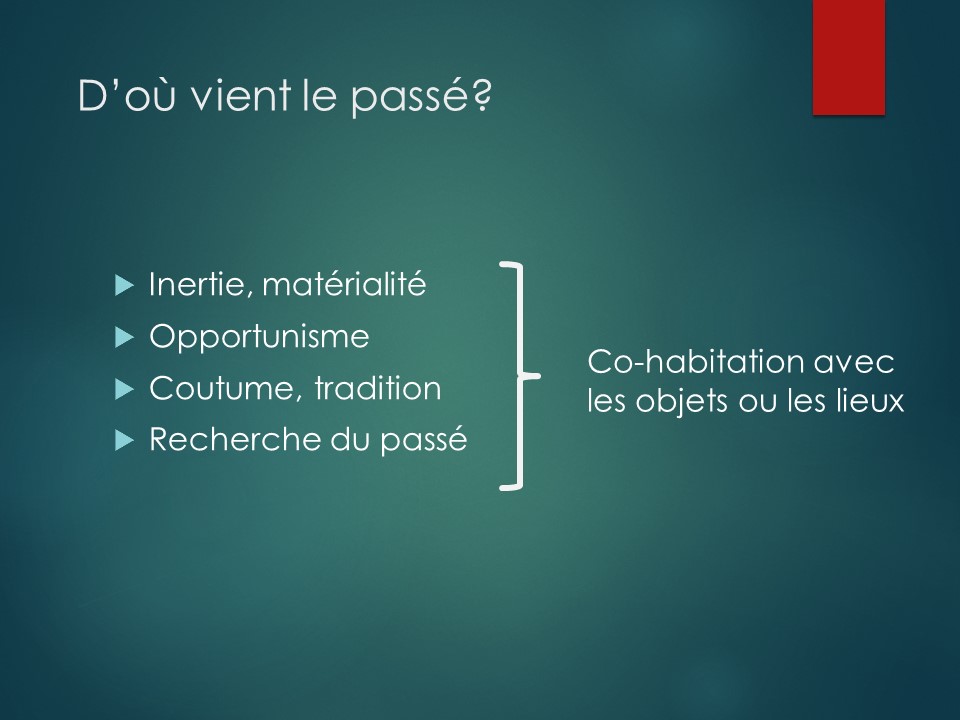 D’où vient le passé?
Inertie, matérialité
Opportunisme
Coutume, tradition
Recherche du passé
Co-habitation avec
les objets ou les lieux